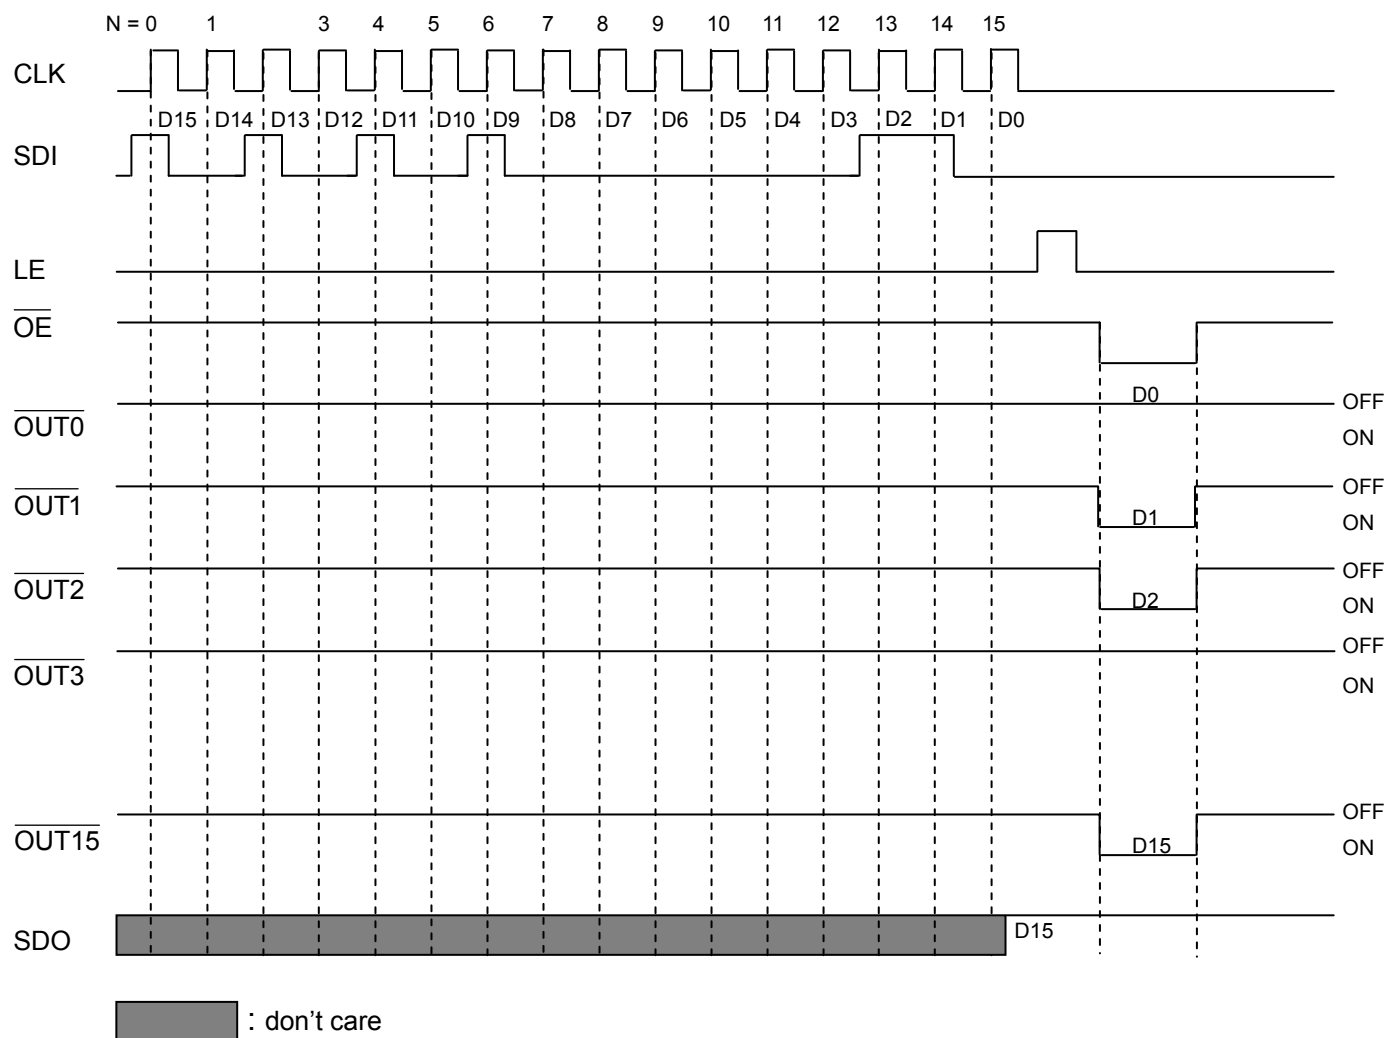 N = 0 1 3 4 5 6 7 8 9 10 11 12 13 14 15
CLK
D15 D14 D13 D12 D11 D10 D9 D8 D7 D6 D5 D4 D3 D2 D1 D0
SDI
LE
OE
D0
OFF
OUT0
ON
OFF
OUT1
D1
ON
OFF
OUT2
D2
ON
OFF
OUT3
ON
OFF
OUT15
D15
ON
SDO
D15
: don't care